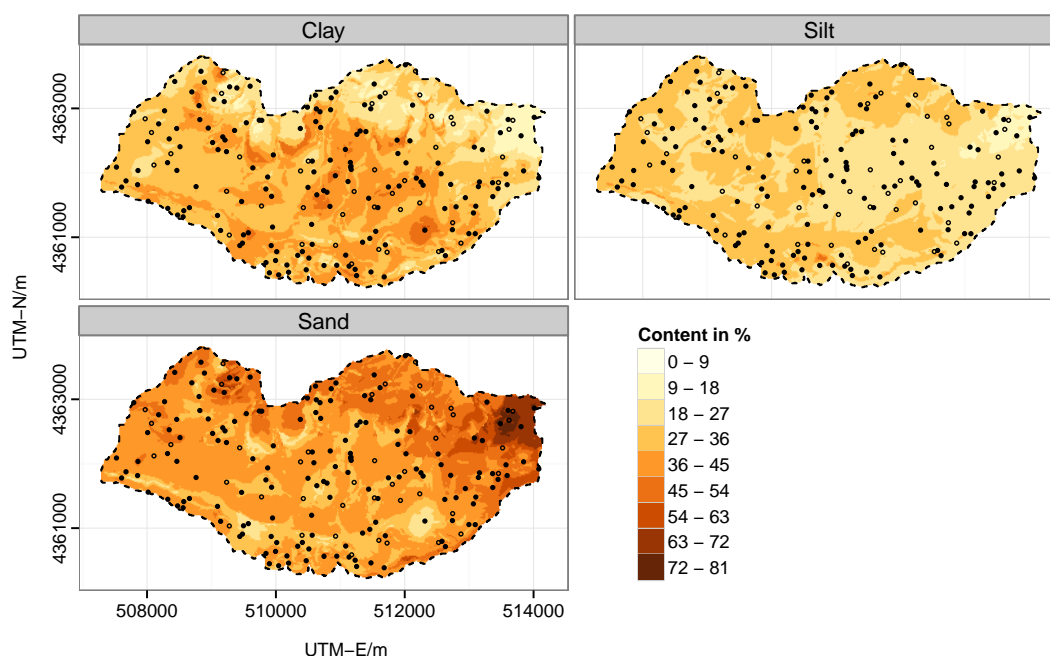 Clay
Silt
4363000
4361000
UTM−N/m
Sand
4363000
4361000
508000
510000
512000
514000
UTM−E/m
Content in %
0 – 9
9 – 18
18 – 27
27 – 36
36 – 45
45 – 54
54 – 63
63 – 72
72 – 81